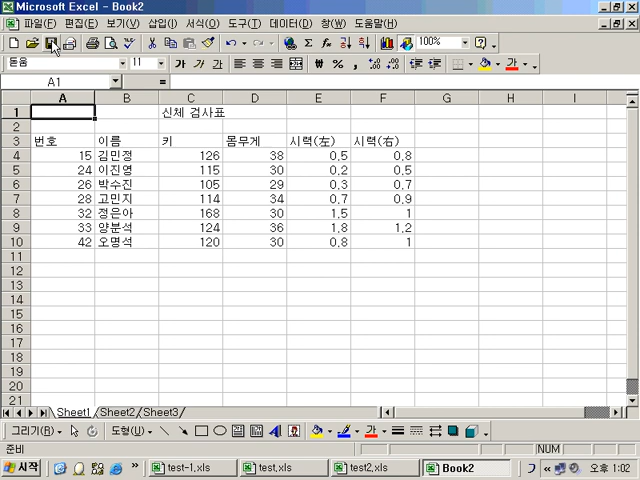 Microsoft Excel - Book2
파일(F) 편집(E) 보기(V) 삽입(I) 서식(O) 도구(T) 데이터(D) 창(W) 도움말(H)
100%
돋움 11 가 가 가 % ,
A1 =
A B C D E F G H I
1 신체 검사표
2
3 번호 이름 키 몸무게 시력(左) 시력(右)
4 15 김민정 126 38 0.5 0.8
5 24 이진영 115 30 0.2 0.5
6 26 박수진 105 29 0.3 0.7
7 28 고민지 114 34 0.7 0.9
8 32 정은아 168 30 1.5 1
9 33 양분석 124 36 1.8 1.2
10 42 오명석 120 30 0.8 1
11
12
13
14
15
16
17
18
19
20
21
Sheet1 Sheet2 Sheet3
그리기(R) 도형(U) 가
준비 NUM
시작 test-1.xls test.xls test2.xls Book2 오후 1:02